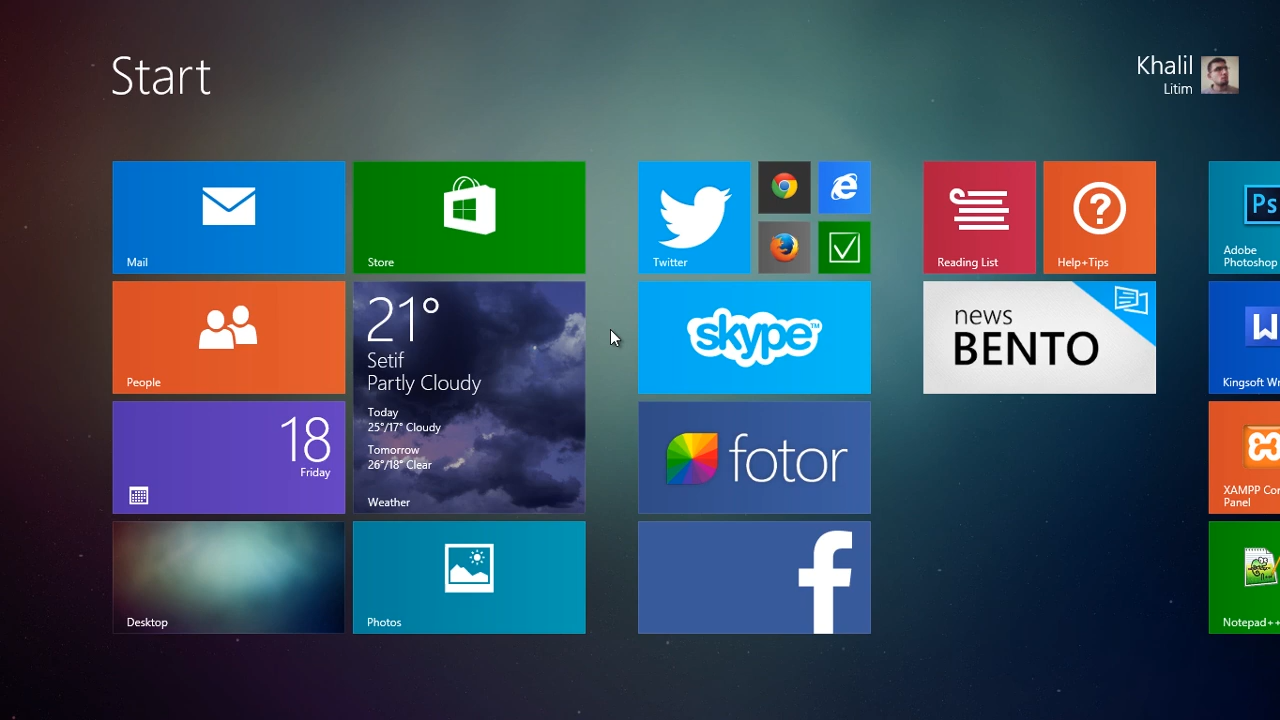 Start
Khalil
Litim
Mail
Store
People
21°
Setif
Partly Cloudy
Today
25°/17° Cloudy
Tomorrow
26°/18° Clear
Weather
18
Friday
Desktop
Photos
Twitter
skype™
fotor
f
Reading List
Help+Tips
news
BENTO
Ps
Adobe
Photoshop
W
Kingsoft Wr
XAMPP Con
Panel
Notepad++